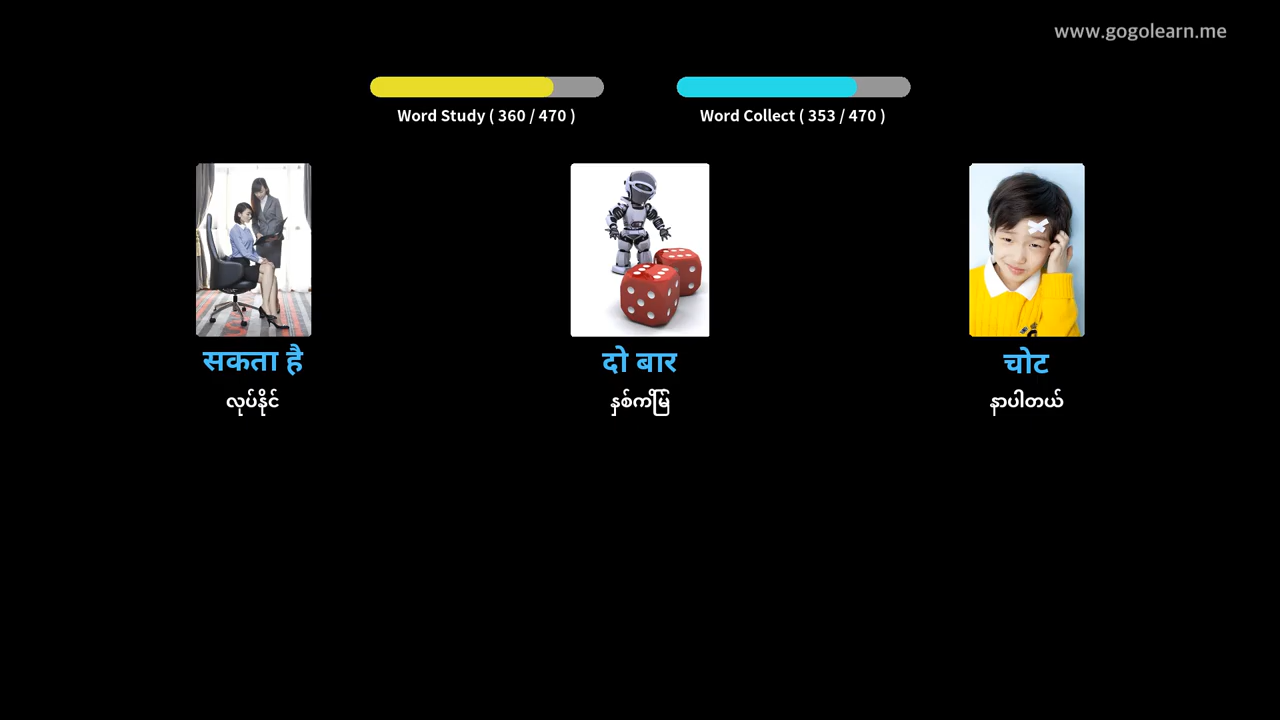 www.gogolearn.me
Word Study ( 360 / 470 )
Word Collect ( 353 / 470 )
सकता है
दो बार
चोट
လုပ်နိုင်
နှစ်ကြိမ်
နာပါတယ်